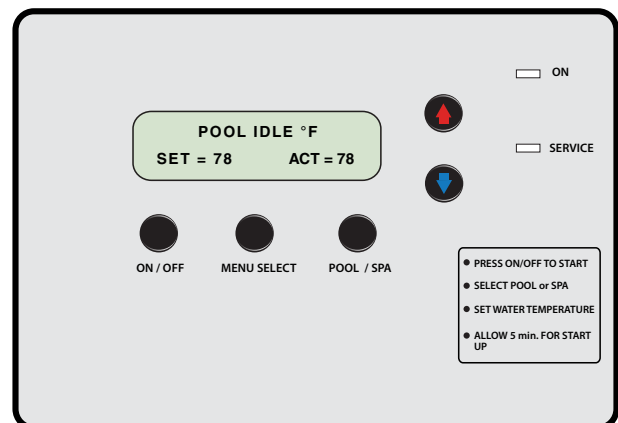 ON
POOL IDLE °F
SET = 78 ACT = 78
SERVICE
ON / OFF MENU SELECT POOL / SPA
• PRESS ON/OFF TO START
• SELECT POOL or SPA
• SET WATER TEMPERATURE
• ALLOW 5 min. FOR START
UP